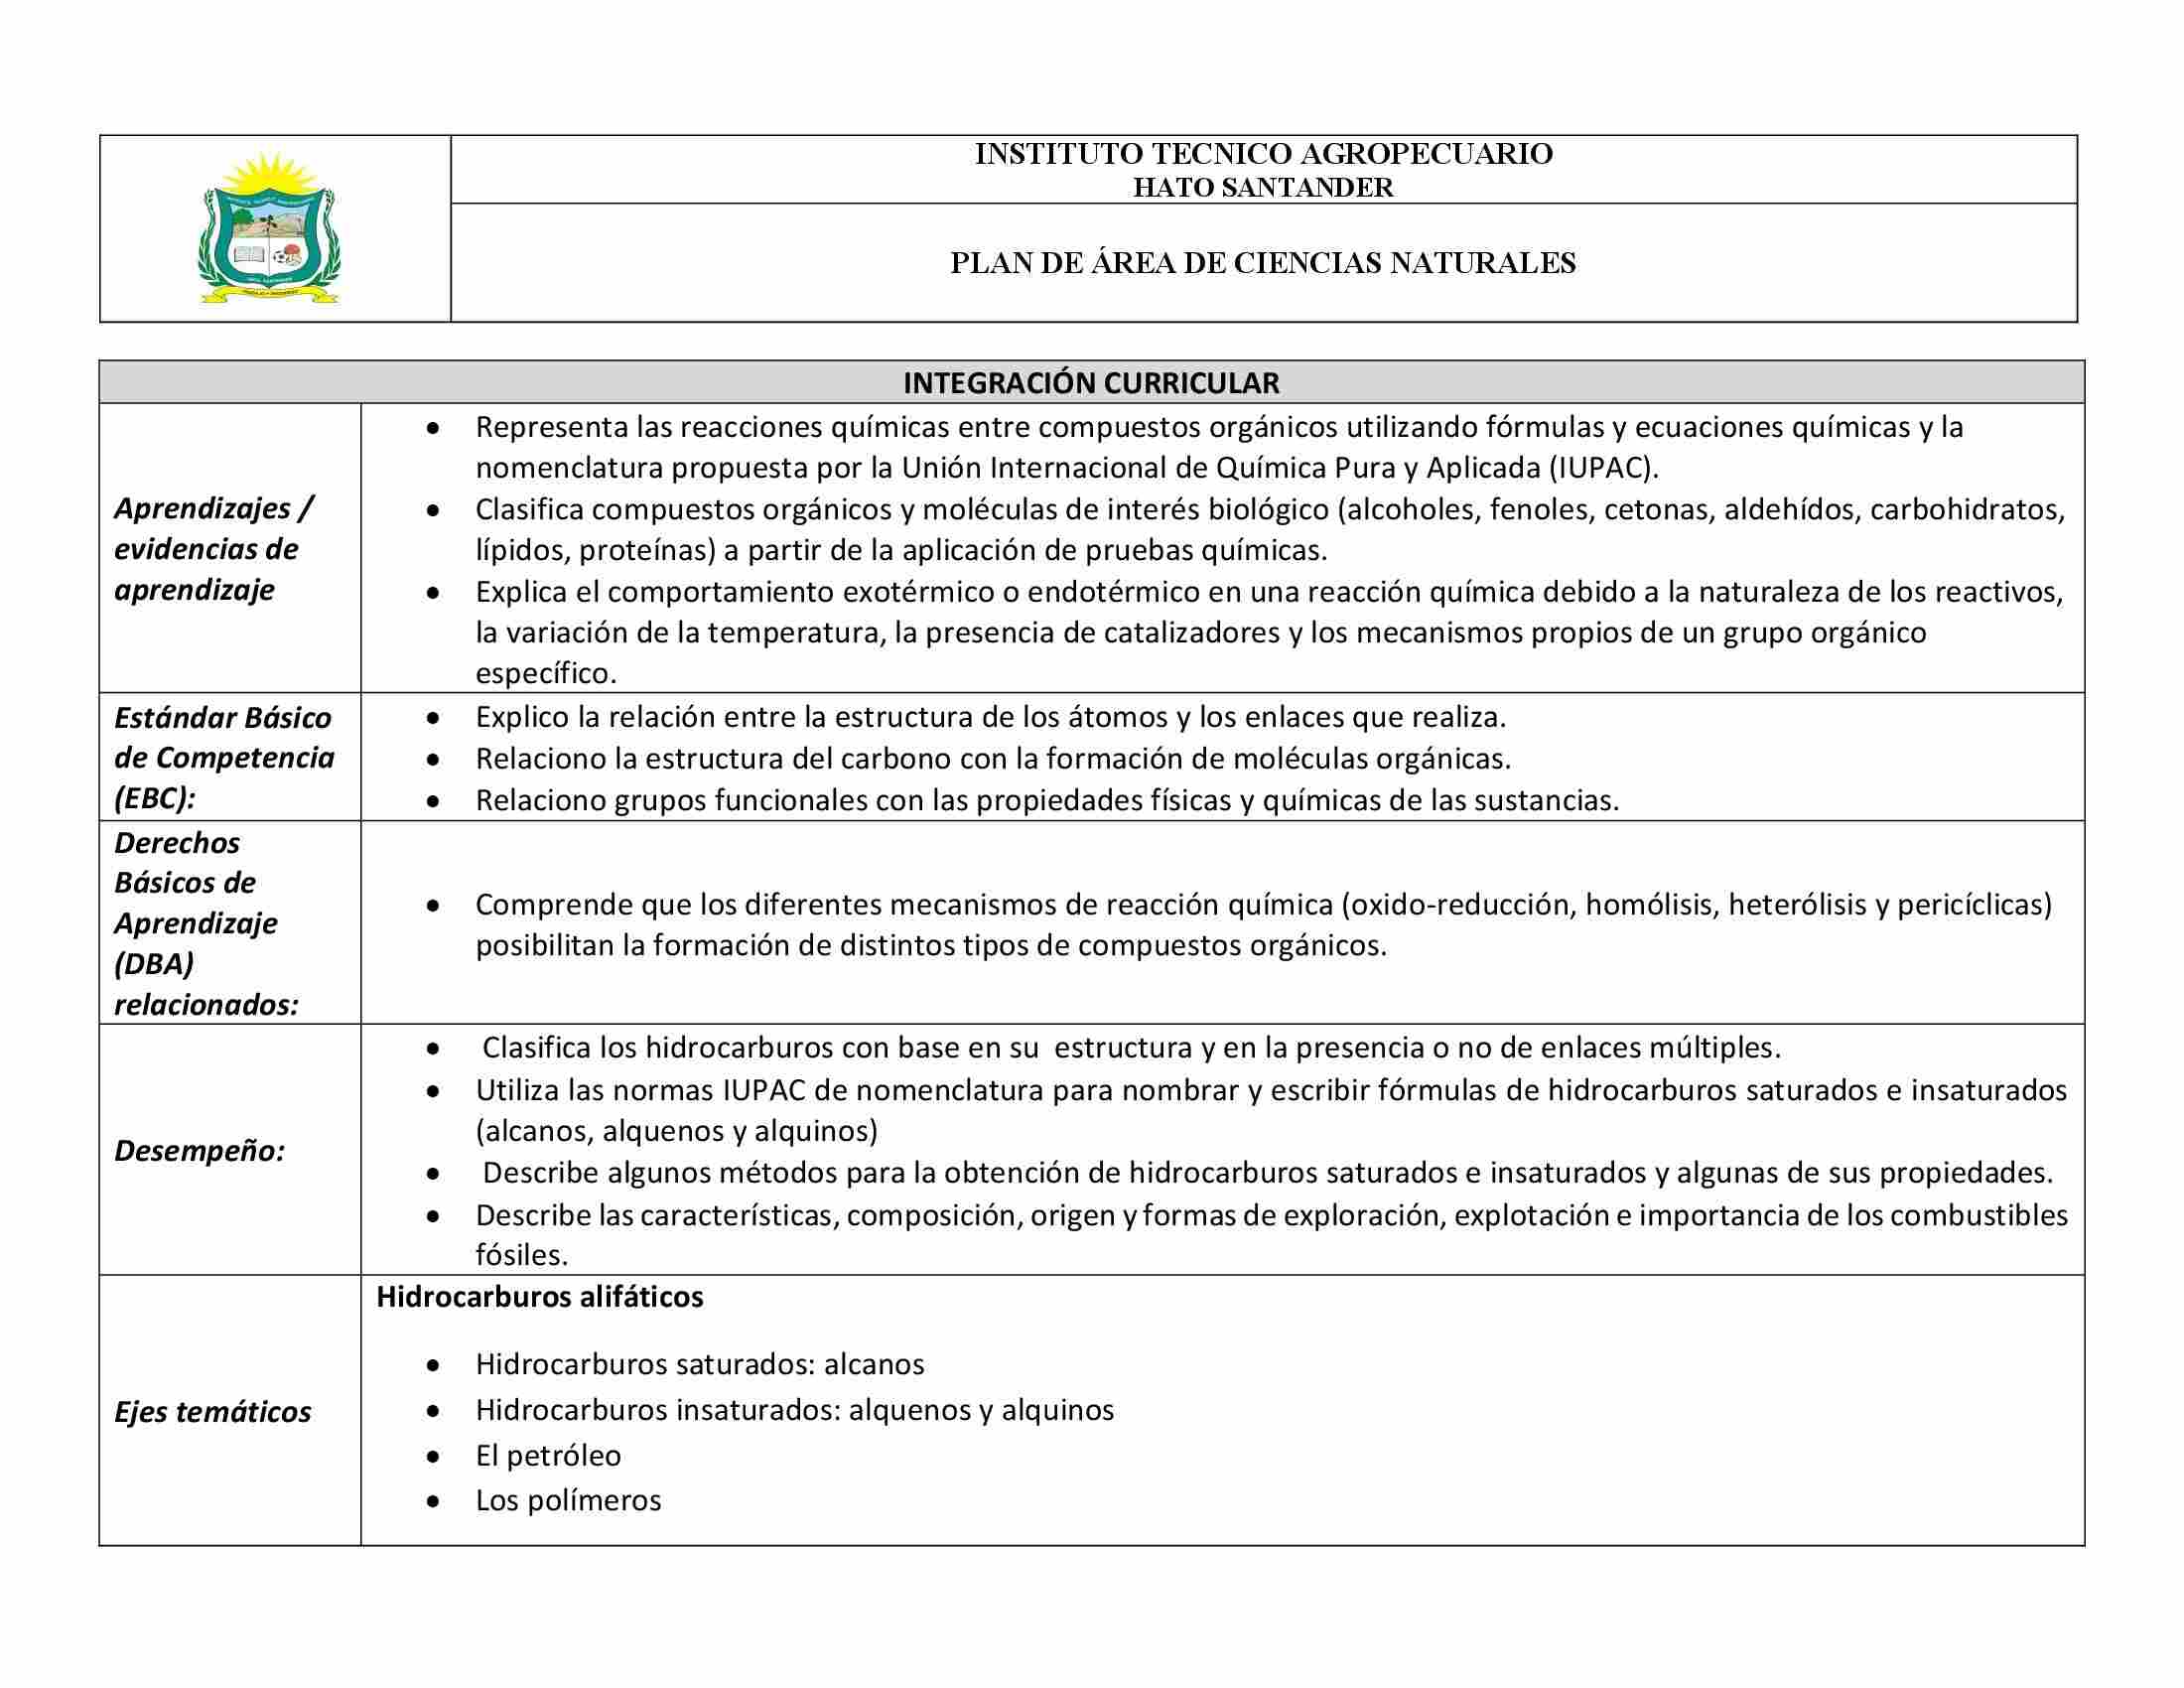 INSTITUTO TECNICO AGROPECUARIO
HATO SANTANDER
PLAN DE ÁREA DE CIENCIAS NATURALES
INTEGRACIÓN CURRICULAR
Aprendizajes /
evidencias de
aprendizaje
• Representa las reacciones químicas entre compuestos orgánicos utilizando fórmulas y ecuaciones químicas y la
nomenclatura propuesta por la Unión Internacional de Química Pura y Aplicada (IUPAC).
• Clasifica compuestos orgánicos y moléculas de interés biológico (alcoholes, fenoles, cetonas, aldehídos, carbohidratos,
lípidos, proteínas) a partir de la aplicación de pruebas químicas.
• Explica el comportamiento exotérmico o endotérmico en una reacción química debido a la naturaleza de los reactivos,
la variación de la temperatura, la presencia de catalizadores y los mecanismos propios de un grupo orgánico
específico.
Estándar Básico
de Competencia
(EBC):
• Explico la relación entre la estructura de los átomos y los enlaces que realiza.
• Relaciono la estructura del carbono con la formación de moléculas orgánicas.
• Relaciono grupos funcionales con las propiedades físicas y químicas de las sustancias.
Derechos
Básicos de
Aprendizaje
(DBA)
relacionados:
• Comprende que los diferentes mecanismos de reacción química (oxido-reducción, homólisis, heterólisis y pericíclicas)
posibilitan la formación de distintos tipos de compuestos orgánicos.
Desempeño:
• Clasifica los hidrocarburos con base en su estructura y en la presencia o no de enlaces múltiples.
• Utiliza las normas IUPAC de nomenclatura para nombrar y escribir fórmulas de hidrocarburos saturados e insaturados
(alcanos, alquenos y alquinos)
• Describe algunos métodos para la obtención de hidrocarburos saturados e insaturados y algunas de sus propiedades.
• Describe las características, composición, origen y formas de exploración, explotación e importancia de los combustibles
fósiles.
Ejes temáticos
Hidrocarburos alifáticos
• Hidrocarburos saturados: alcanos
• Hidrocarburos insaturados: alquenos y alquinos
• El petróleo
• Los polímeros